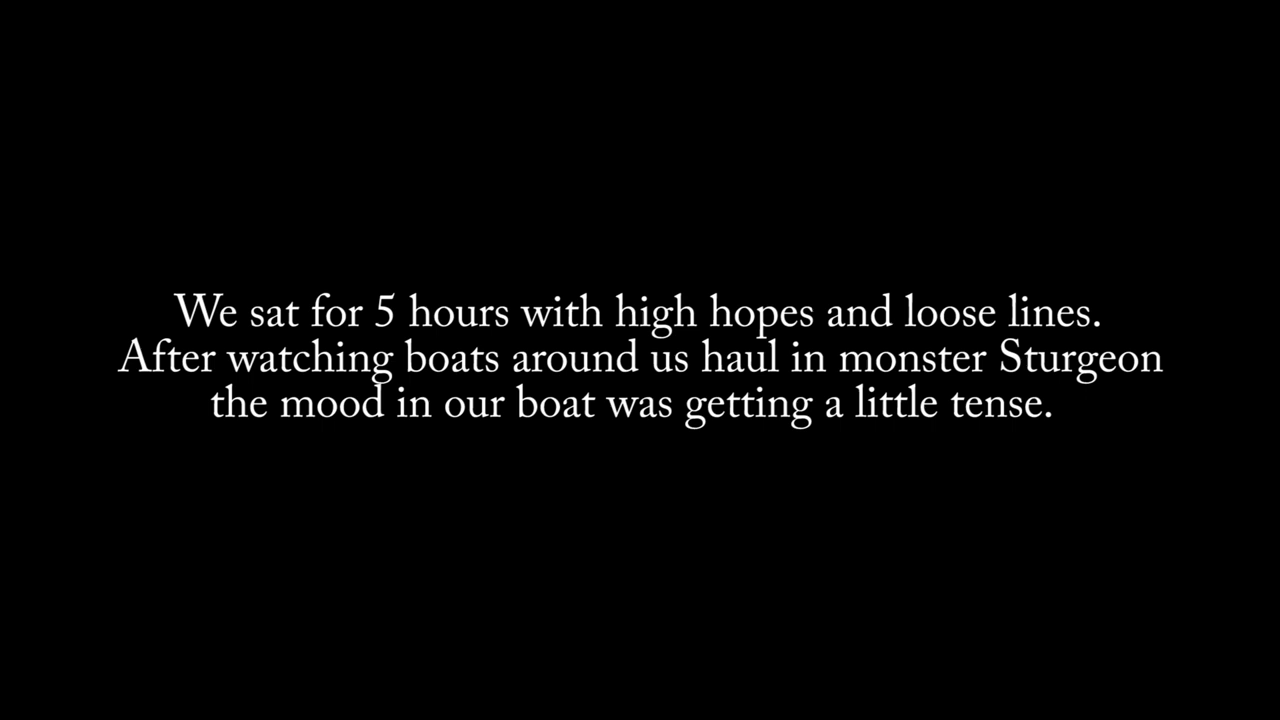 We sat for 5 hours with high hopes and loose lines.
After watching boats around us haul in monster Sturgeon
the mood in our boat was getting a little tense.